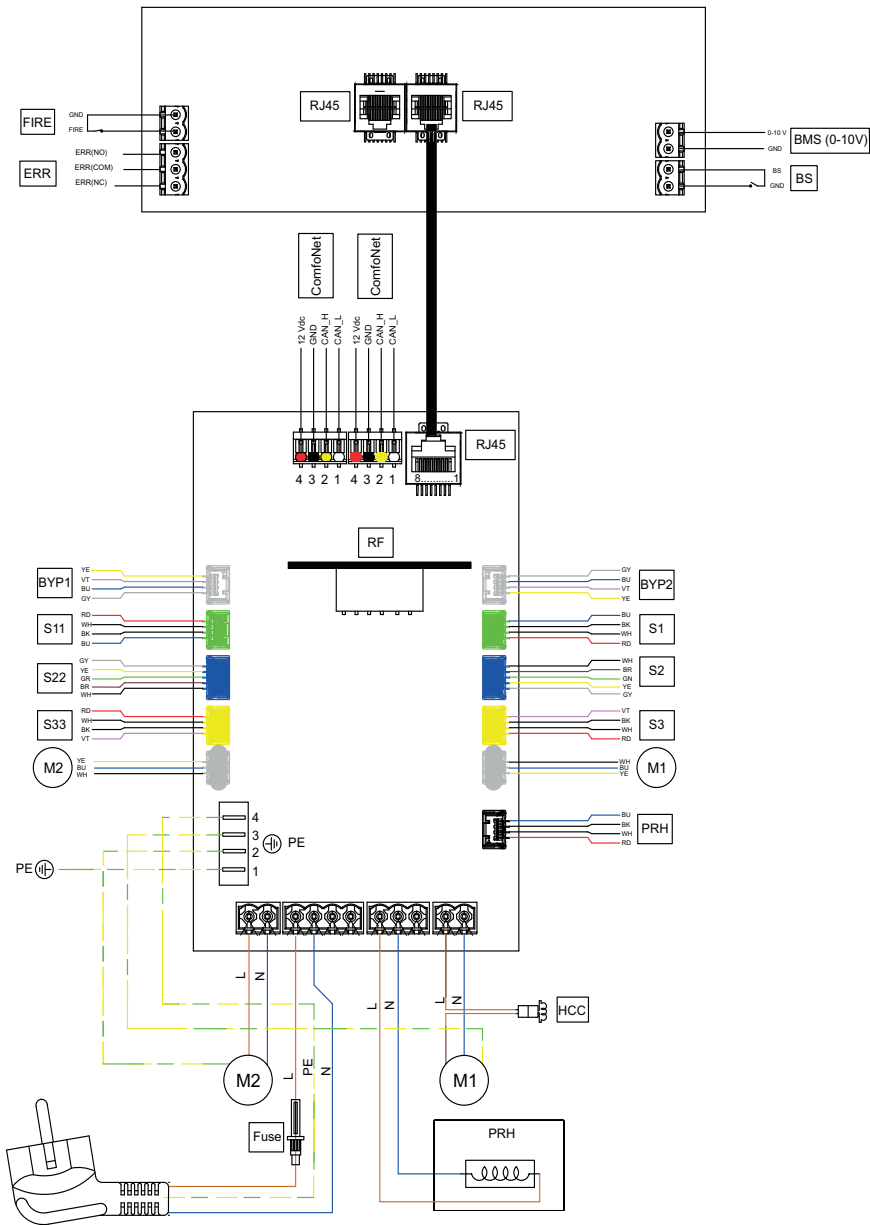 RJ45
RJ45
FIRE
GND
FIRE
ERR
ERR(NO)
ERR(COM)
ERR(NC)
0-10 V
GND
BMS (0-10V)
BS
GND
BS
ComfoNet
ComfoNet
12 Vdc
GND
CAN_H
CAN_L
12 Vdc
GND
CAN_H
CAN_L
4 3 2 1
4 3 2 1
8...........1
RJ45
RF
BYP1
YE
VT
BU
GY
GY
BU
VT
YE
BYP2
S11
RD
WH
BK
BU
BU
BK
WH
RD
S1
S22
GY
YE
GR
BR
WH
WH
BR
GN
YE
GY
S2
S33
RD
WH
BK
VT
VT
BK
WH
RD
S3
M2
YE
BU
WH
WH
BU
YE
M1
BU
BK
WH
RD
PRH
4
3
2
1
PE
PE
L
N
L
N
L
N
HCC
M2
L
PE
N
M1
Fuse
PRH